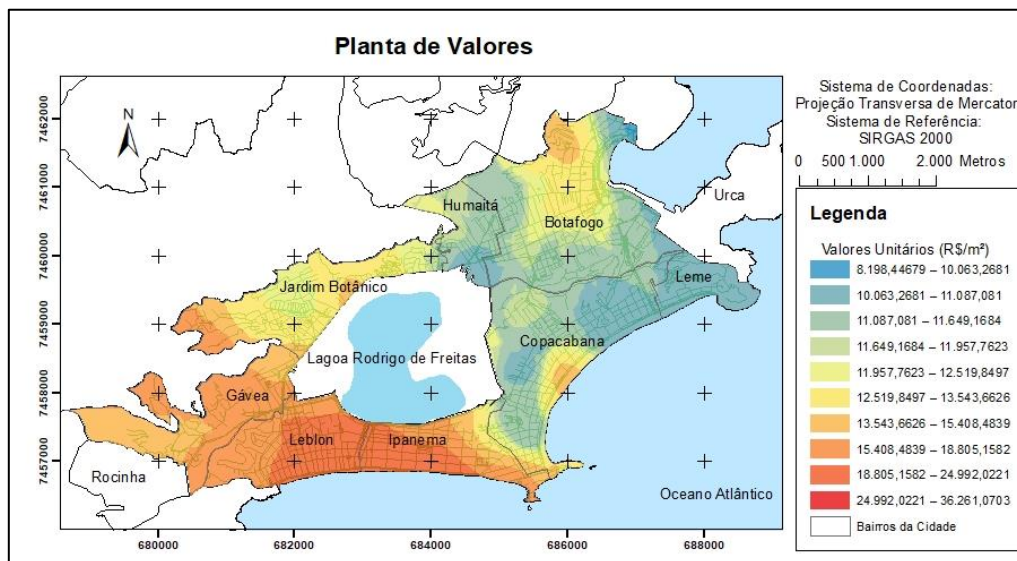 Planta de Valores
N
Sistema de Coordenadas:
Projeção Transversa de Mercator
Sistema de Referência:
SIRGAS 2000
0 500 1.000 2.000 Metros
7462000
7461000
7460000
7459000
7458000
7457000
Urca
Humaitá
Botafogo
Leme
Jardim Botânico
Copacabana
Lagoa Rodrigo de Freitas
Gávea
Leblon
Ipanema
Rocinha
Oceano Atlântico
680000 682000 684000 686000 688000
Legenda
Valores Unitários (R$/m²)
8.198,44679 – 10.063,2681
10.063,2681 – 11.087,081
11.087,081 – 11.649,1684
11.649,1684 – 11.957,7623
11.957,7623 – 12.519,8497
12.519,8497 – 13.543,6626
13.543,6626 – 15.408,4839
15.408,4839 – 18.805,1582
18.805,1582 – 24.992,0221
24.992,0221 – 36.261,0703
Bairros da Cidade